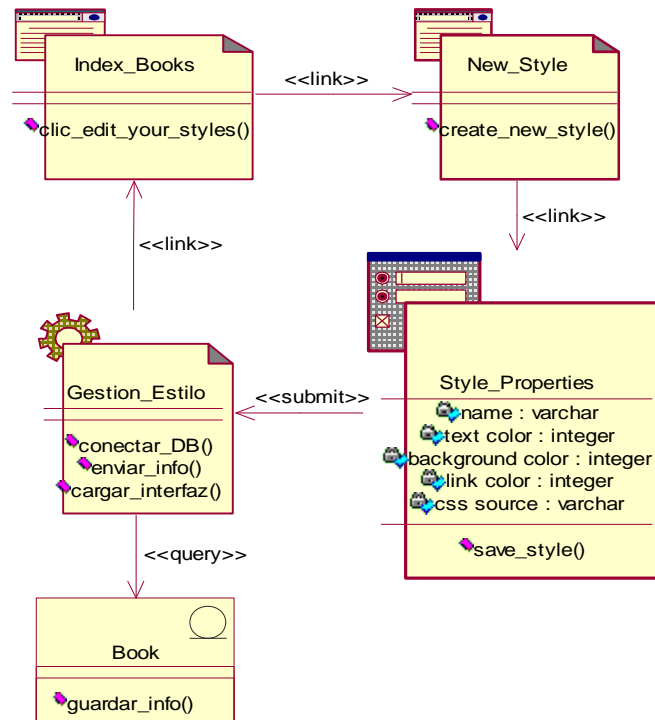 Index_Books
clic_edit_your_styles()
<<link>>
New_Style
create_new_style()
<<link>>
<<link>>
Gestion_Estilo
conectar_DB()
enviar_info()
cargar_interfaz()
<<submit>>
Style_Properties
name : varchar
text color : integer
background color : integer
link color : integer
css source : varchar
save_style()
<<query>>
Book
guardar_info()